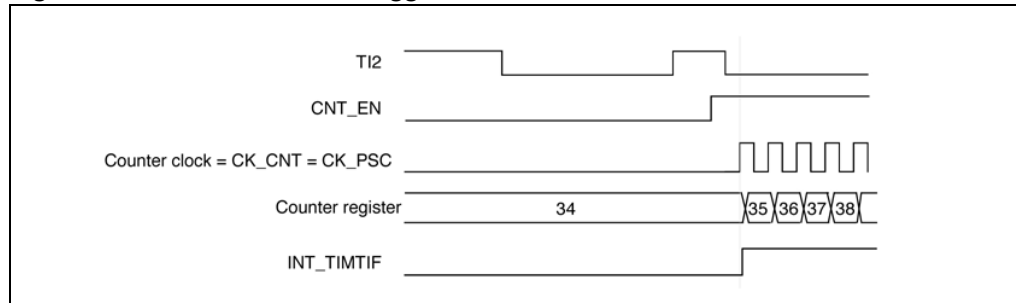 TI2
CNT_EN
Counter clock = CK_CNT = CK_PSC
Counter register 34 35 36 37 38
INT_TIMTIF